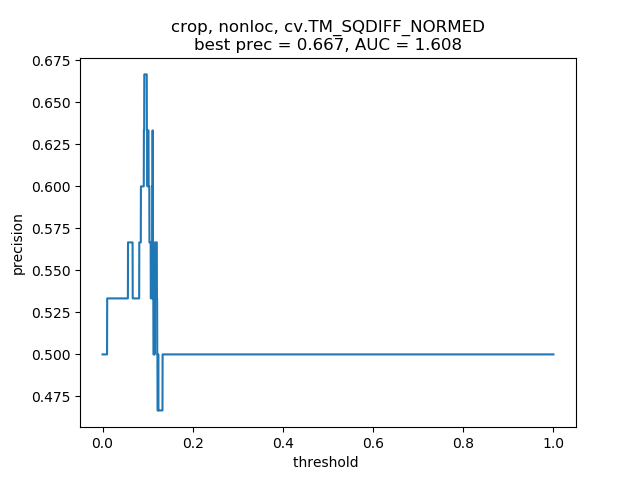 crop, nonloc, cv.TM_SQDIFF_NORMED
best prec = 0.667, AUC = 1.608
0.675
0.650
0.625
0.600
0.575
0.550
0.525
0.500
0.475
precision
0.0 0.2 0.4 0.6 0.8 1.0
threshold